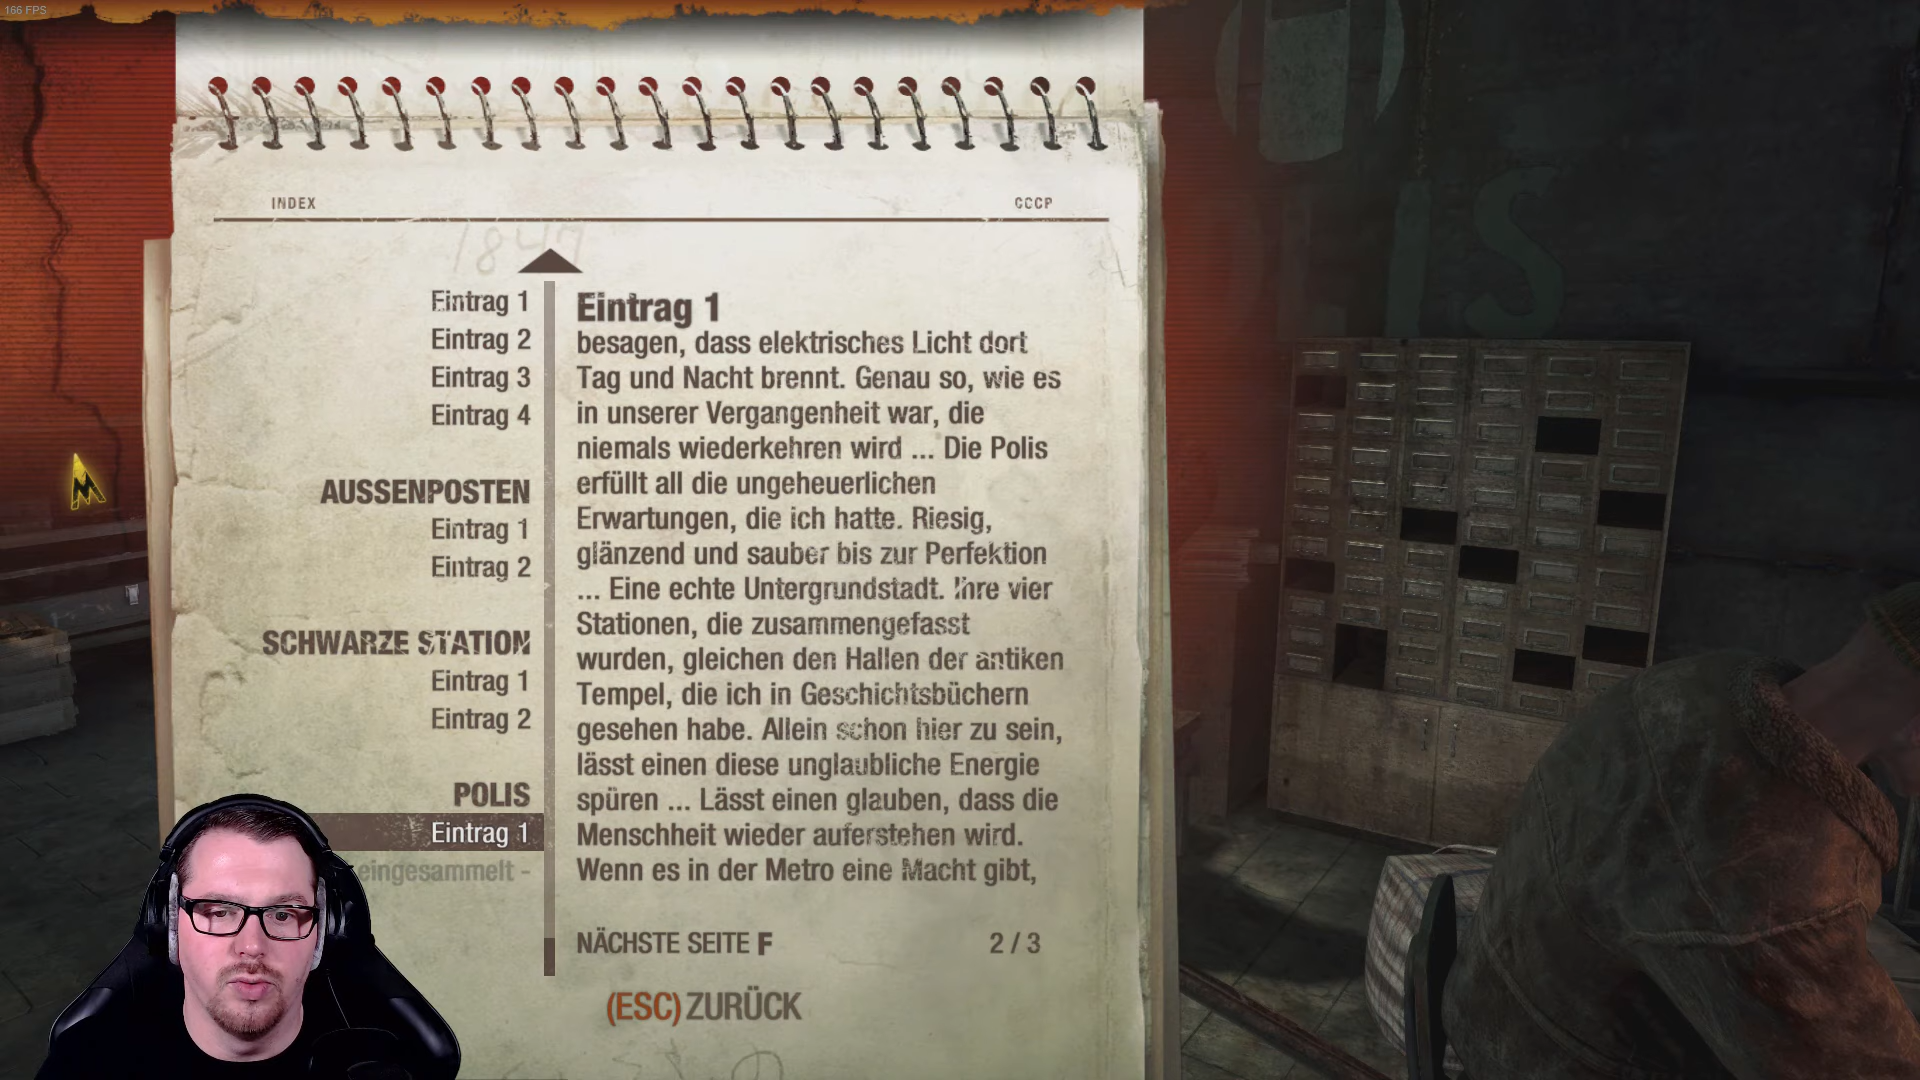 166 FPS
INDEX
CCCP
1847
Eintrag 1
Eintrag 2
Eintrag 3
Eintrag 4
AUSSENPOSTEN
Eintrag 1
Eintrag 2
SCHWARZE STATION
Eintrag 1
Eintrag 2
POLIS
Eintrag 1
eingesammelt -
Eintrag 1
besagen, dass elektrisches Licht dort
Tag und Nacht brennt. Genau so, wie es
in unserer Vergangenheit war, die
niemals wiederkehren wird ... Die Polis
erfüllt all die ungeheuerlichen
Erwartungen, die ich hatte. Riesig,
glänzend und sauber bis zur Perfektion
... Eine echte Untergrundstadt. Ihre vier
Stationen, die zusammengefasst
wurden, gleichen den Hallen der antiken
Tempel, die ich in Geschichtsbüchern
gesehen habe. Allein schon hier zu sein,
lässt einen diese unglaubliche Energie
spüren ... Lässt einen glauben, dass die
Menschheit wieder auferstehen wird.
Wenn es in der Metro eine Macht gibt,
NÄCHSTE SEITE F
2 / 3
(ESC) ZURÜCK
M